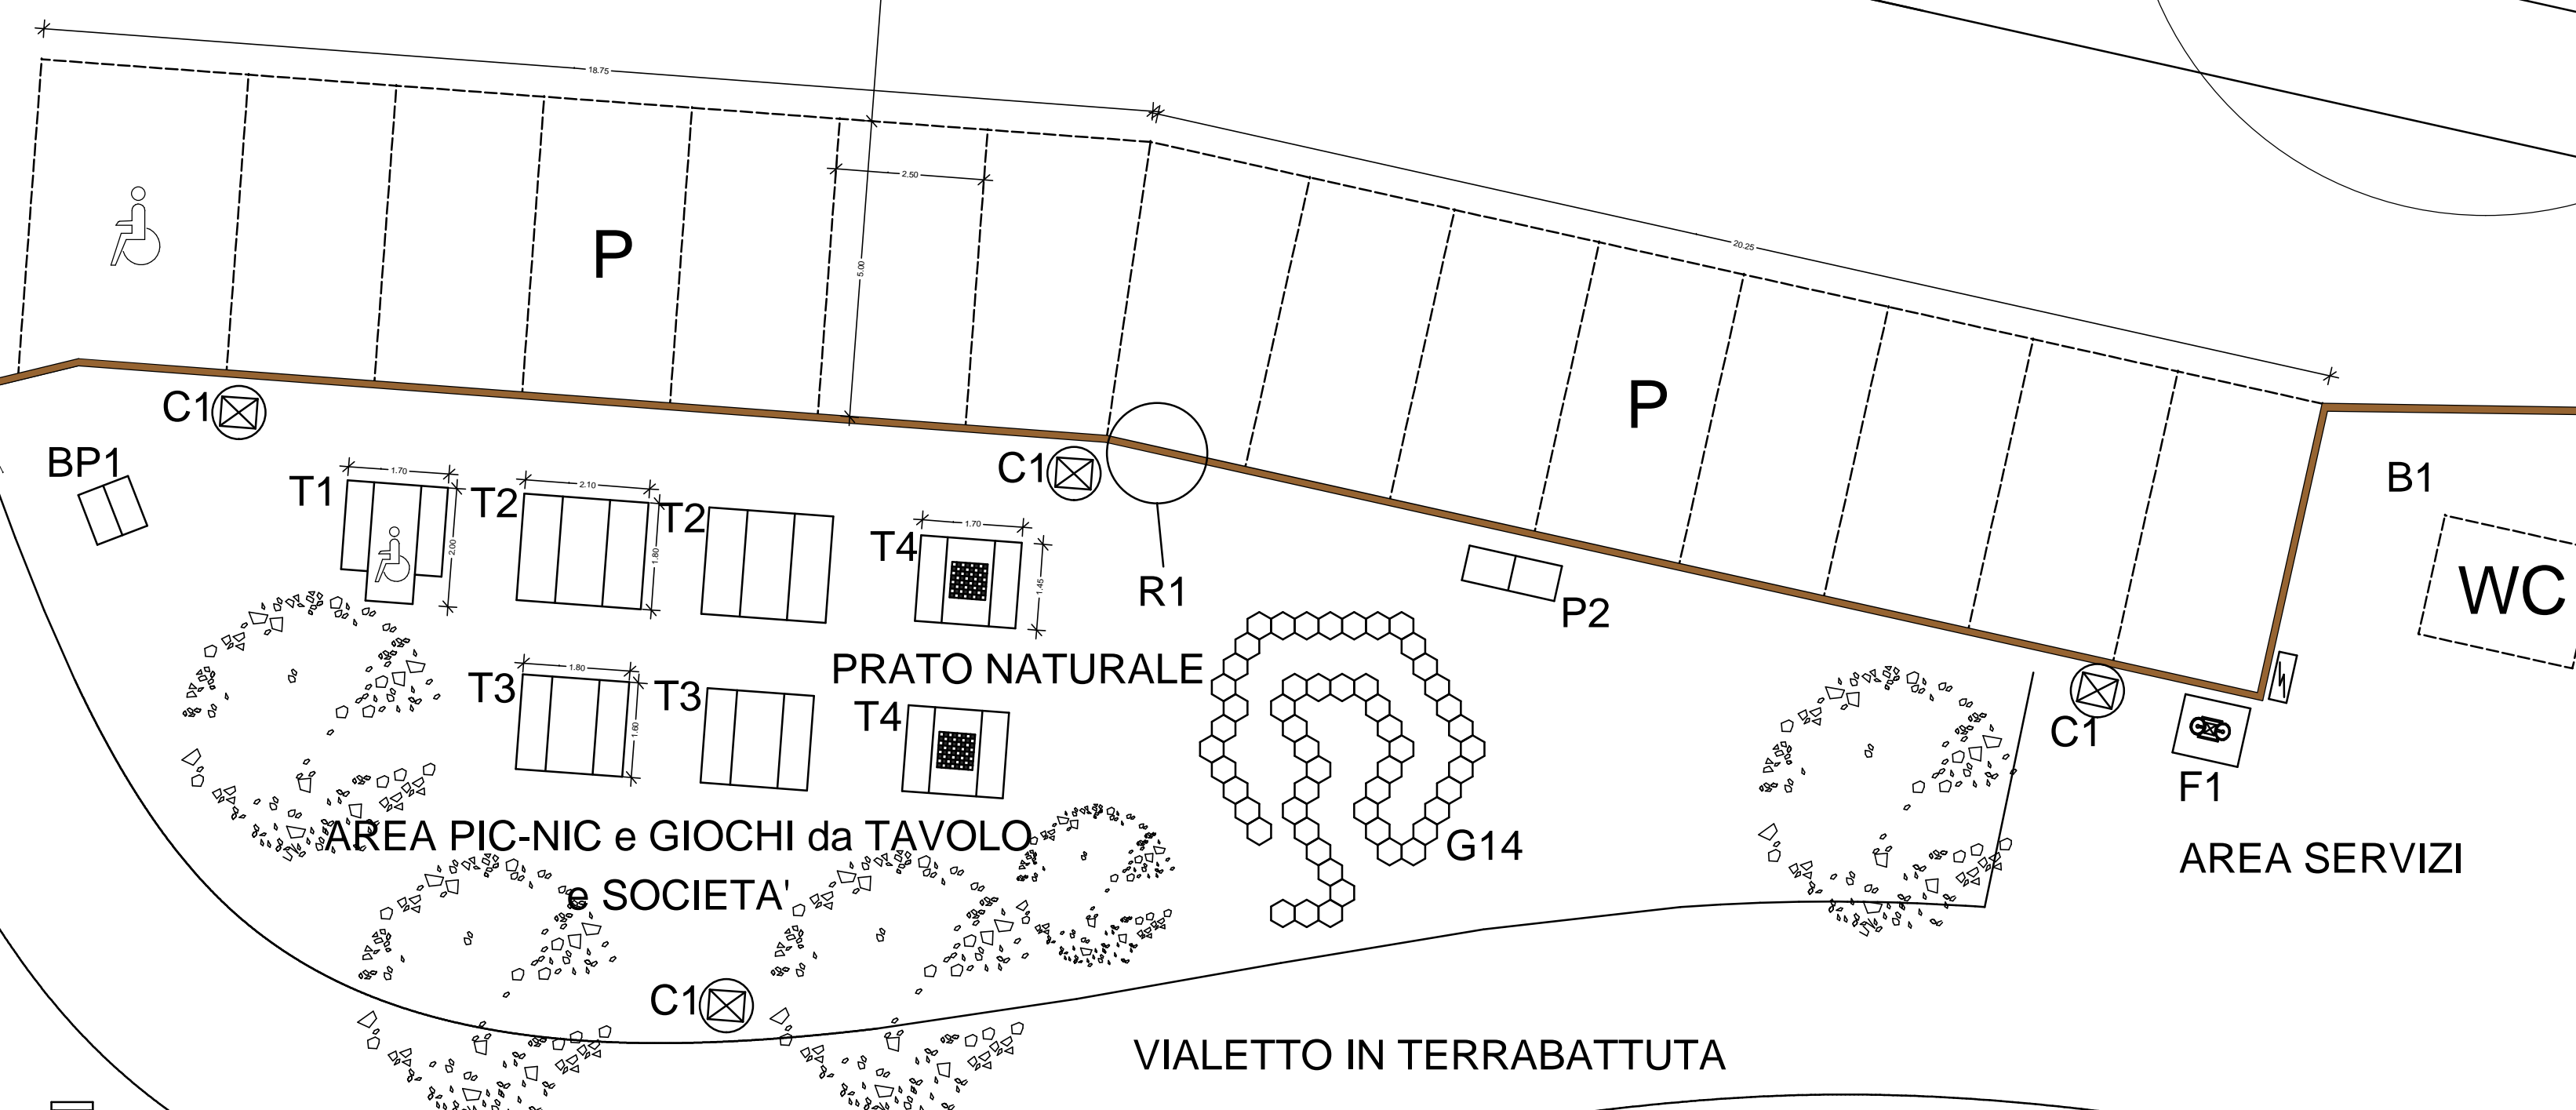 18.75
2.50
P
5.00
20.25
P
C1
BP1
T1
1.70
2.00
T2
2.10
1.80
T2
T4
1.70
1.45
C1
R1
P2
B1
WC
PRATO NATURALE
T3
1.80
1.60
T3
T4
C1
F1
G14
AREA PIC-NIC e GIOCHI da TAVOLO
e SOCIETA'
AREA SERVIZI
C1
VIALETTO IN TERRABATTUTA